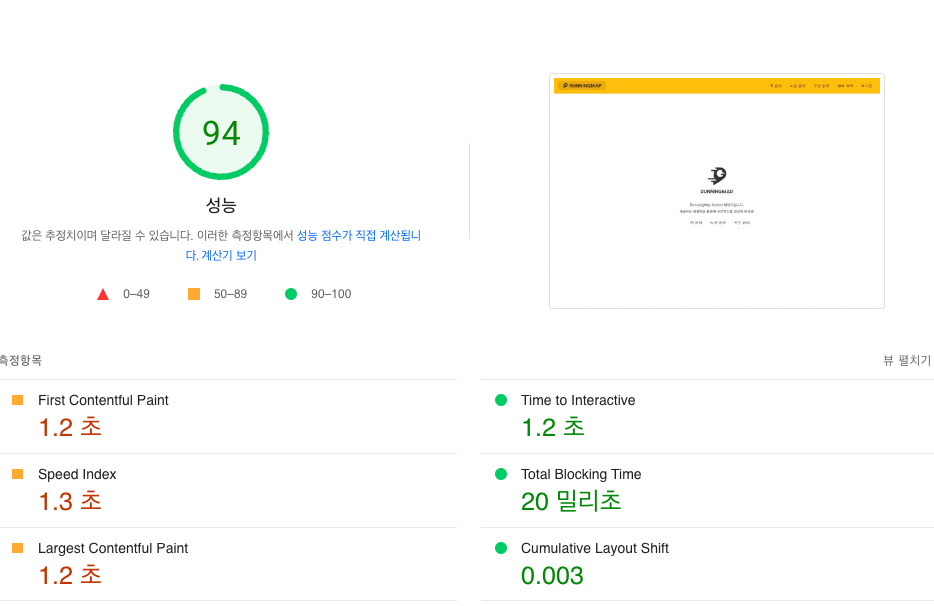 94
성능
값은 추정치이며 달라질 수 있습니다. 이러한 측정항목에서 성능 점수가 직접 계산됩니
다. 계산기 보기
0–49
50–89
90–100
RUNNINGMAP
RUNNINGMAP
측정항목
뷰 펼치기
First Contentful Paint
1.2 초
Time to Interactive
1.2 초
Speed Index
1.3 초
Total Blocking Time
20 밀리초
Largest Contentful Paint
1.2 초
Cumulative Layout Shift
0.003